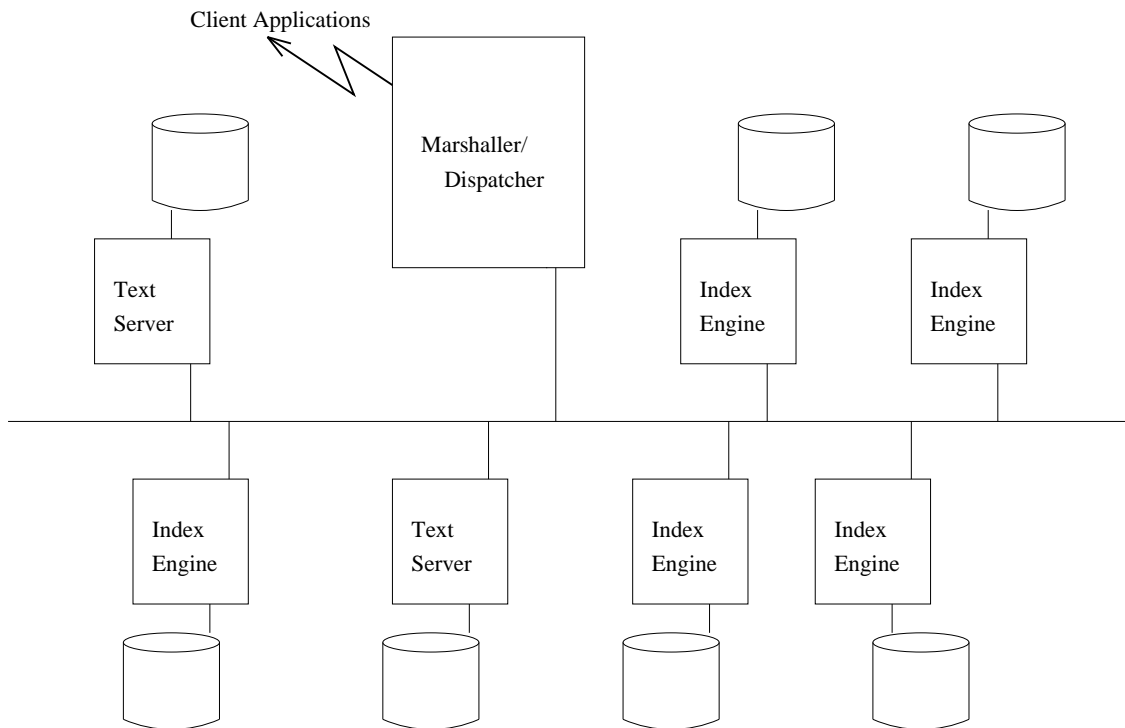 Client Applications
Marshaller/
Dispatcher
Text
Server
Index
Engine
Index
Engine
Index
Engine
Text
Server
Index
Engine
Index
Engine